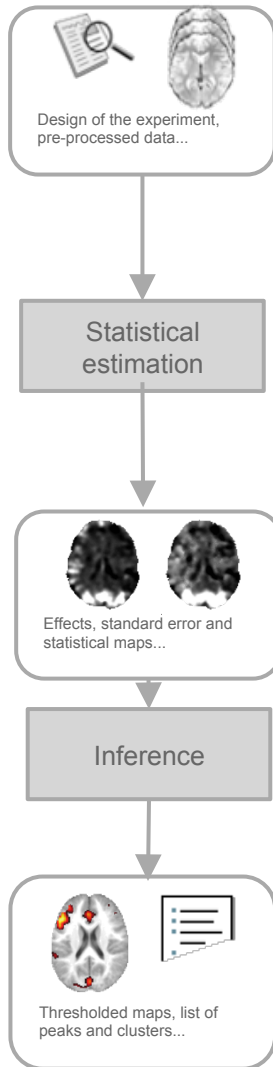 Design of the experiment,
pre-processed data...
Statistical
estimation
Effects, standard error and
statistical maps...
Inference
Thresholded maps, list of
peaks and clusters...